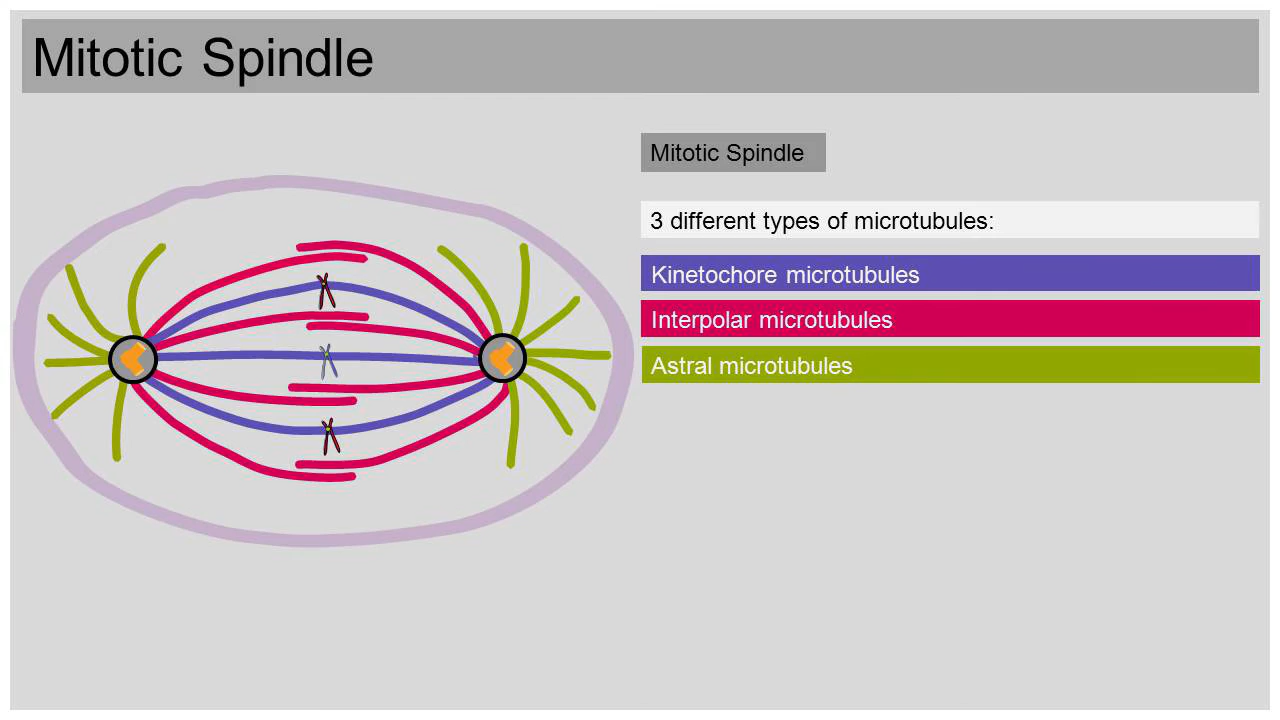 Mitotic Spindle
Mitotic Spindle
3 different types of microtubules:
Kinetochore microtubules
Interpolar microtubules
Astral microtubules